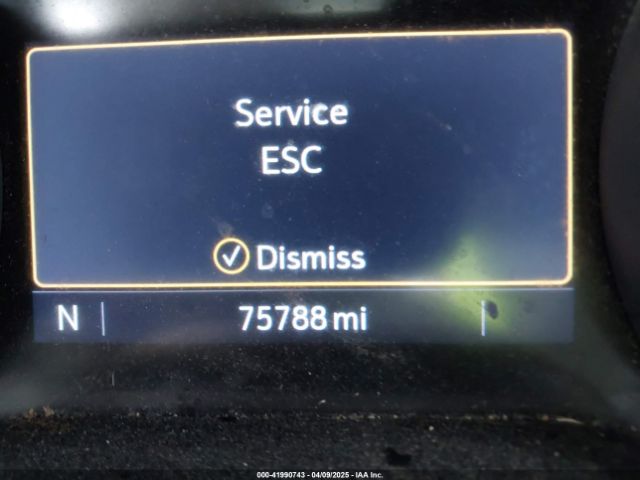 Service
ESC
Dismiss
N 75788 mi
000-41990743 - 04/09/2025 - IAA Inc.